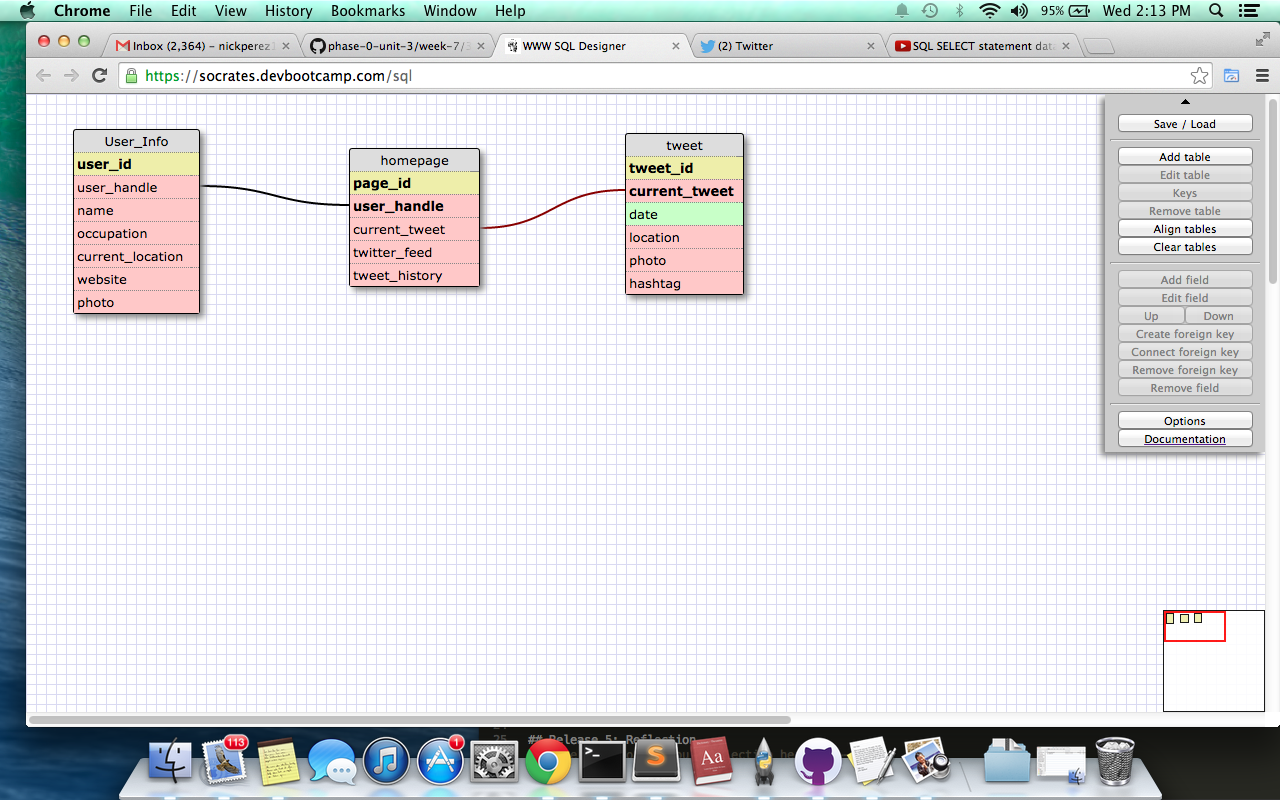 Chrome File Edit View History Bookmarks Window Help 95% Wed 2:13 PM
Inbox (2,364) – nickperez1 phase-0-unit-3/week-7/3 WWW SQL Designer (2) Twitter SQL SELECT statement data
https://socrates.devbootcamp.com/sql
User_Info
user_id
user_handle
name
occupation
current_location
website
photo
homepage
page_id
user_handle
current_tweet
twitter_feed
tweet_history
tweet
tweet_id
current_tweet
date
location
photo
hashtag
Save / Load
Add table
Edit table
Keys
Remove table
Align tables
Clear tables
Add field
Edit field
Up Down
Create foreign key
Connect foreign key
Remove foreign key
Remove field
Options
Documentation
## Release 5: Reflection
113
1
>_
S
Aa